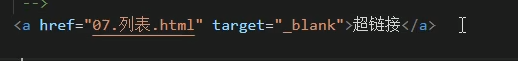 -->
<a href="07.列表.html" target="_blank">超链接</a>